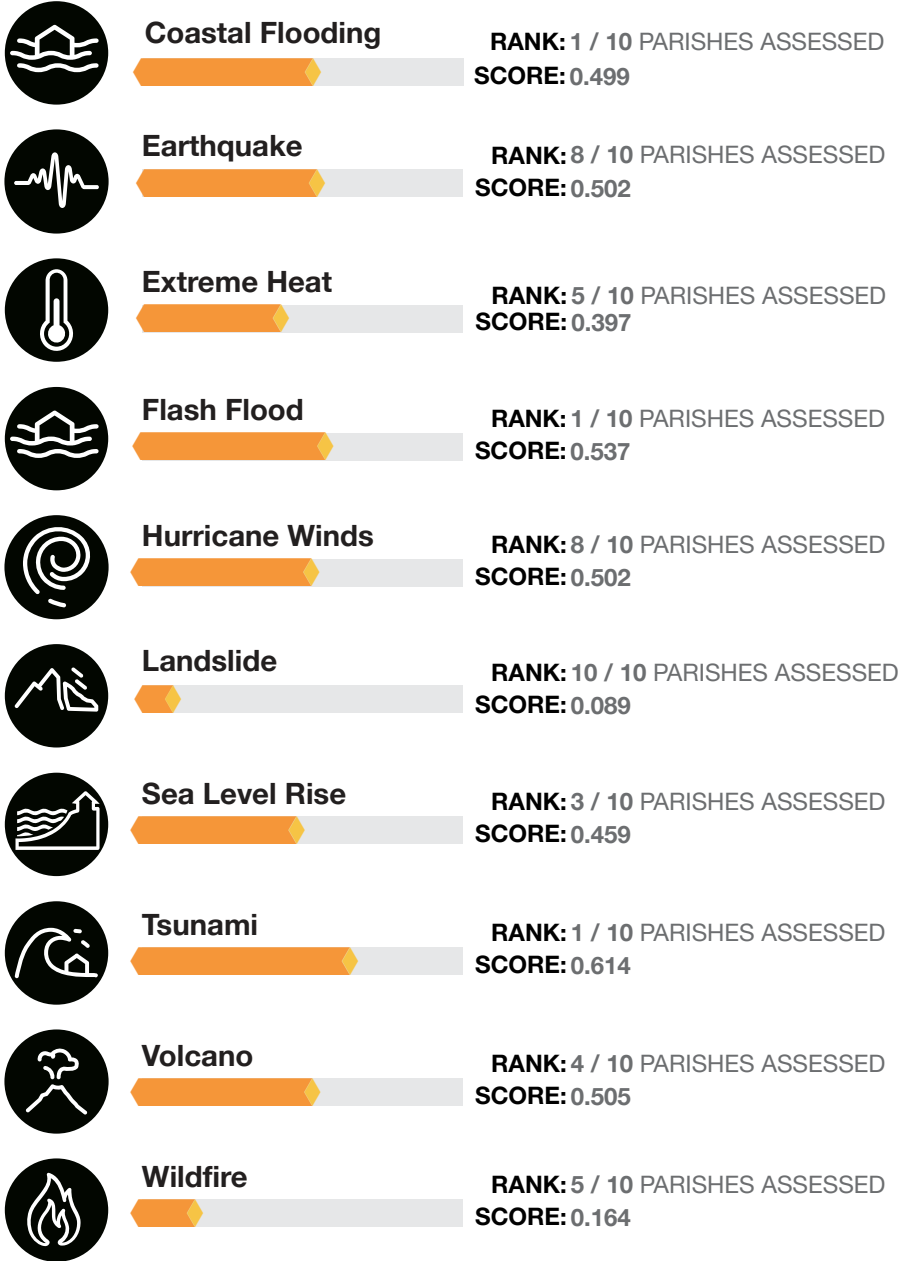 Coastal Flooding
RANK: 1 / 10 PARISHES ASSESSED
SCORE: 0.499
Earthquake
RANK: 8 / 10 PARISHES ASSESSED
SCORE: 0.502
Extreme Heat
RANK: 5 / 10 PARISHES ASSESSED
SCORE: 0.397
Flash Flood
RANK: 1 / 10 PARISHES ASSESSED
SCORE: 0.537
Hurricane Winds
RANK: 8 / 10 PARISHES ASSESSED
SCORE: 0.502
Landslide
RANK: 10 / 10 PARISHES ASSESSED
SCORE: 0.089
Sea Level Rise
RANK: 3 / 10 PARISHES ASSESSED
SCORE: 0.459
Tsunami
RANK: 1 / 10 PARISHES ASSESSED
SCORE: 0.614
Volcano
RANK: 4 / 10 PARISHES ASSESSED
SCORE: 0.505
Wildfire
RANK: 5 / 10 PARISHES ASSESSED
SCORE: 0.164